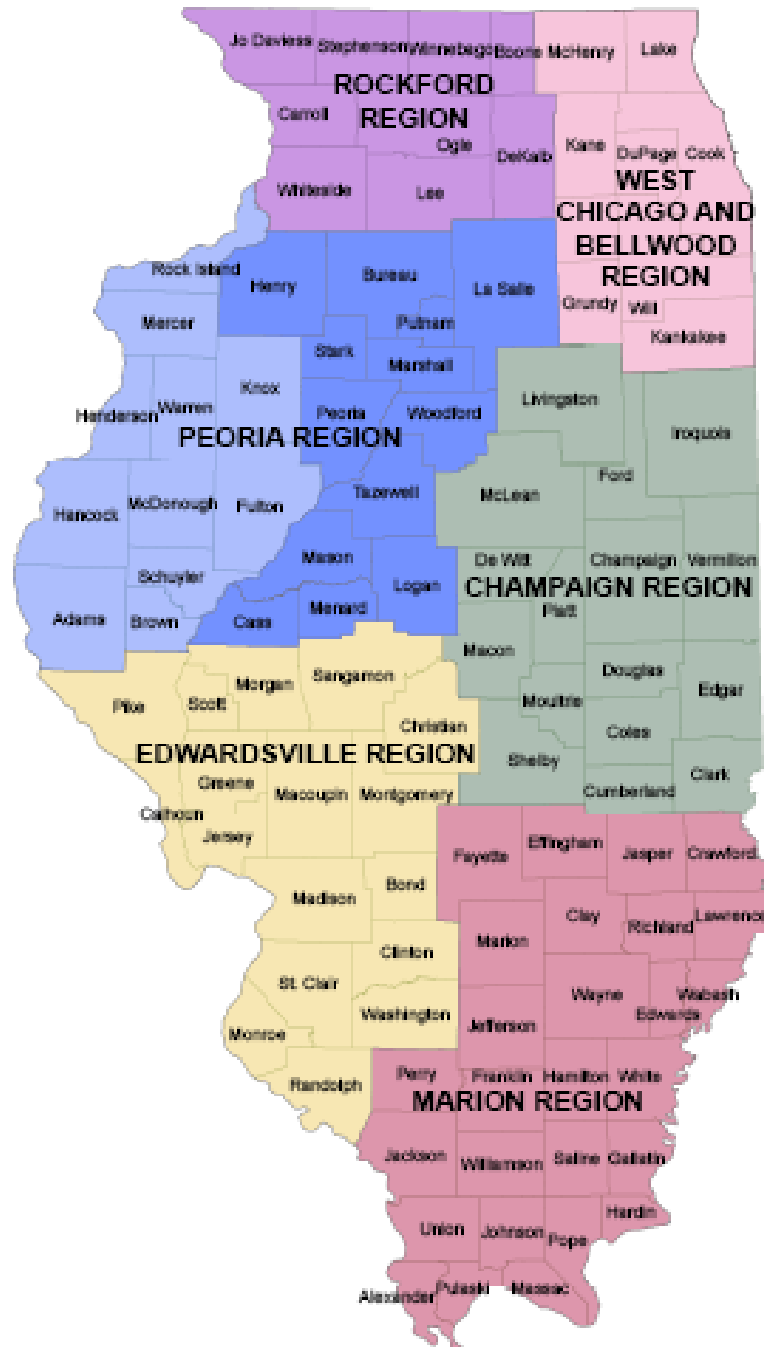 Jo Daviess
Stephenson
Winnebago
Boone
McHenry
Lake
ROCKFORD
REGION
Carroll
Ogle
DeKalb
Kane
DuPage
Cook
Whiteside
Lee
WEST
CHICAGO AND
BELLWOOD
REGION
Rock Island
Henry
Bureau
La Salle
Grundy
Will
Kankakee
Mercer
Putnam
Stark
Marshall
Knox
Henderson
Warren
Peoria
Woodford
Livingston
Iroquois
PEORIA REGION
Ford
Hancock
McDonough
Fulton
Tazewell
McLean
Schuyler
Mason
Logan
De Witt
Champaign
Vermilion
CHAMPAIGN REGION
Adams
Brown
Cass
Menard
Piatt
Macon
Sangamon
Morgan
Scott
Pike
Christian
Moultrie
Douglas
Edgar
Coles
EDWARDSVILLE REGION
Shelby
Clark
Cumberland
Greene
Macoupin
Montgomery
Calhoun
Jersey
Fayette
Effingham
Jasper
Crawford
Madison
Bond
Clay
Richland
Lawrence
Marion
Clinton
St. Clair
Wayne
Wabash
Edwards
Washington
Jefferson
Monroe
Randolph
Perry
Franklin
Hamilton
White
MARION REGION
Jackson
Williamson
Saline
Gallatin
Hardin
Union
Johnson
Pope
Alexander
Pulaski
Massac